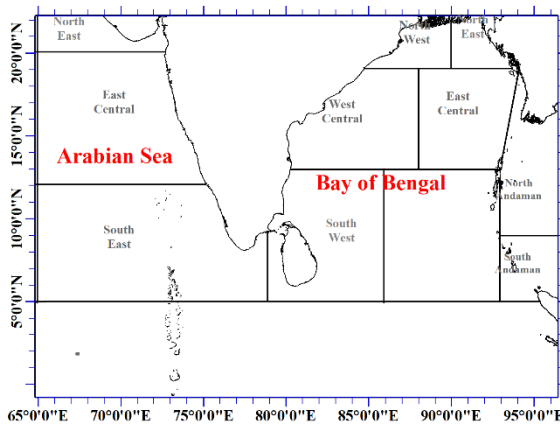 North
East
North
West
North
East
20°0'0"N
East
Central
West
Central
East
Central
15°0'0"N
Arabian Sea
Bay of Bengal
North
Andaman
10°0'0"N
South
East
South
West
South
Andaman
5°0'0"N
65°0'0"E
70°0'0"E
75°0'0"E
80°0'0"E
85°0'0"E
90°0'0"E
95°0'0"E